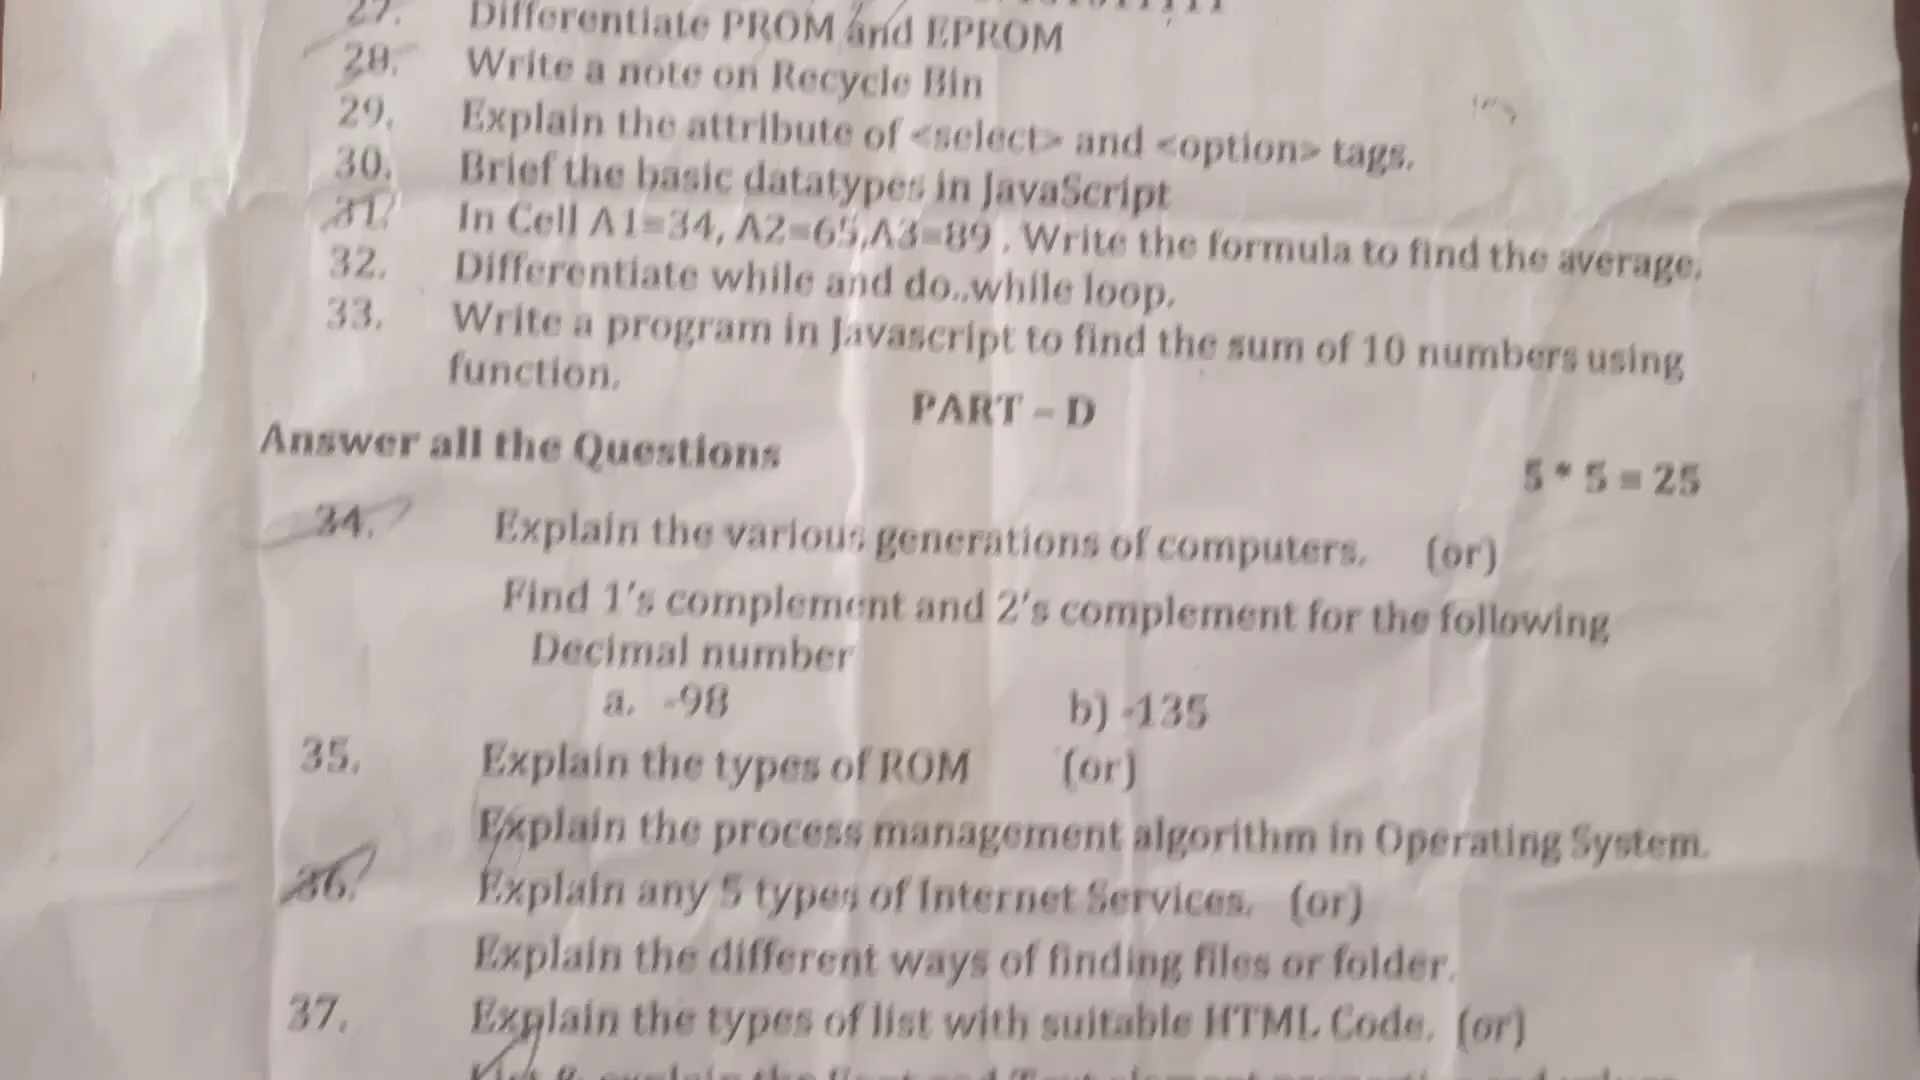 27. Differentiate PROM and EPROM
28. Write a note on Recycle Bin
29. Explain the attribute of <select> and <option> tags.
30. Brief the basic datatypes in JavaScript
31. In Cell A1=34, A2=65,A3=89 . Write the formula to find the average.
32. Differentiate while and do..while loop.
33. Write a program in Javascript to find the sum of 10 numbers using
function.
PART – D
Answer all the Questions
5 * 5 = 25
34. Explain the various generations of computers. (or)
Find 1's complement and 2's complement for the following
Decimal number
a. -98 b) -135
35. Explain the types of ROM (or)
Explain the process management algorithm in Operating System.
36. Explain any 5 types of Internet Services. (or)
Explain the different ways of finding files or folder.
37. Explain the types of list with suitable HTML Code. (or)